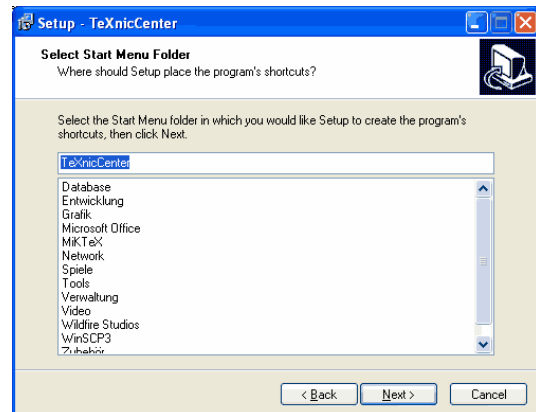 Setup - TeXnicCenter
Select Start Menu Folder
Where should Setup place the program's shortcuts?
Select the Start Menu folder in which you would like Setup to create the program's
shortcuts, then click Next.
TeXnicCenter
Database
Entwicklung
Grafik
Microsoft Office
MiKTeX
Network
Spiele
Tools
Verwaltung
Video
Wildfire Studios
WinSCP3
Zubehör
< Back Next > Cancel